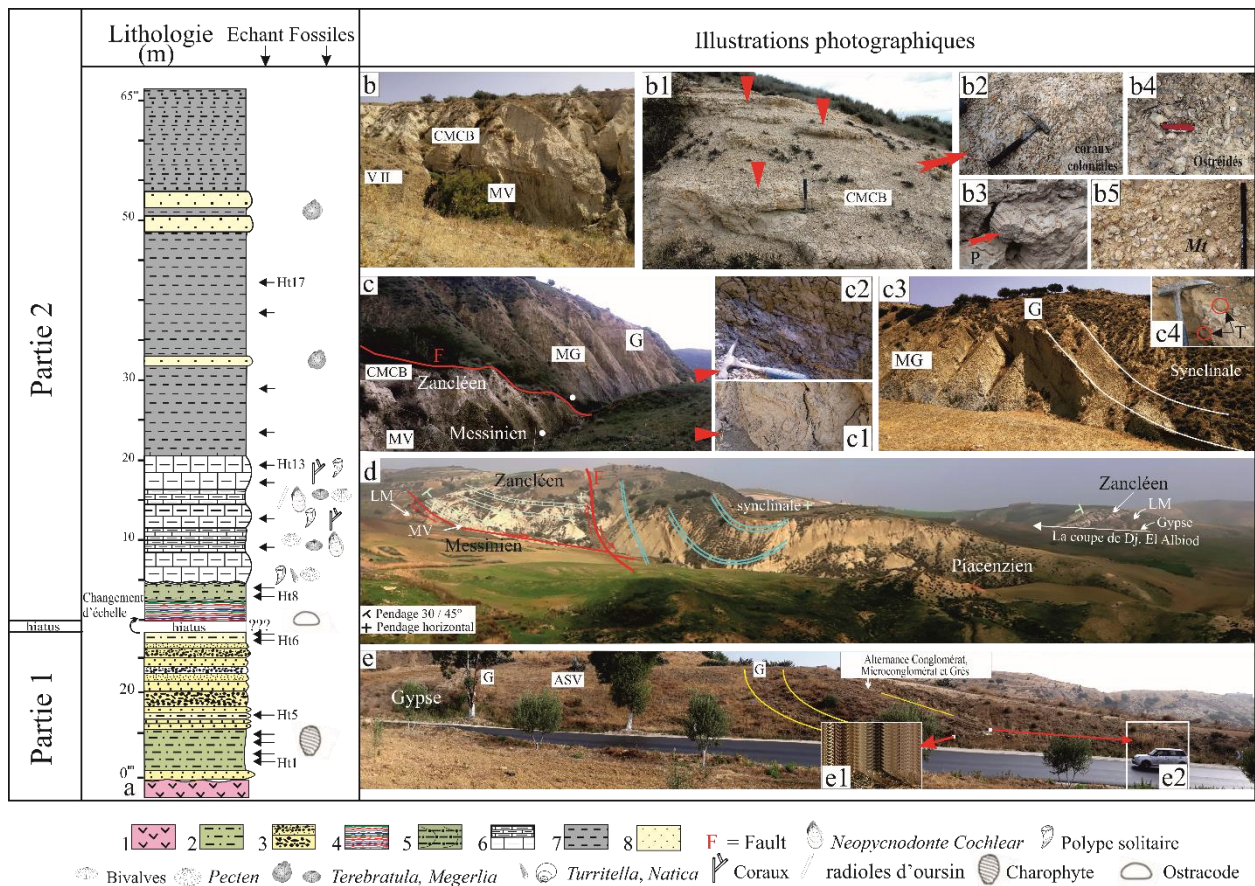 Lithologie
(m)
Echant Fossiles
Illustrations photographiques
Partie 2
65m
50
30
20
10
Ht17
Ht13
Ht8
Changement
d'échelle
hiatus
hiatus
???
Partie 1
Ht6
20
Ht5
Ht1
0m
a
b
CMCB
V II
MV
b1
CMCB
b2
coraux
coloniales
b4
Ostréidés
b3
P
b5
Mt
c
G
MG
F
CMCB
Zancléen
Messinien
MV
c2
c1
c3
G
MG
Synclinale
c4
T
d
Zancléen
F
LM
MV
Messinien
synclinale
Piacenzien
Zancléen
LM
Gypse
La coupe de Dj. El Albiod
Pendage 30 / 45°
Pendage horizontal
e
Gypse
G
ASV
G
Alternance Conglomérat,
Microconglomérat et Grès
e1
e2
1 2 3 4 5 6 7 8 F = Fault Neopycnodonte Cochlear Polype solitaire
Bivalves Pecten Terebratula, Megerlia Turritella, Natica Coraux radioles d'oursin Charophyte Ostracode